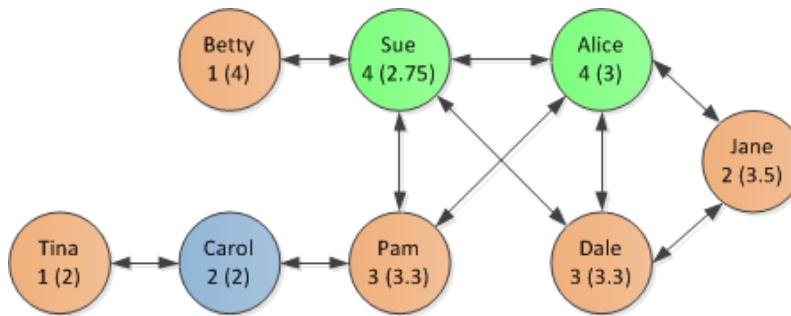 Betty
1 (4)
Sue
4 (2.75)
Alice
4 (3)
Jane
2 (3.5)
Tina
1 (2)
Carol
2 (2)
Pam
3 (3.3)
Dale
3 (3.3)